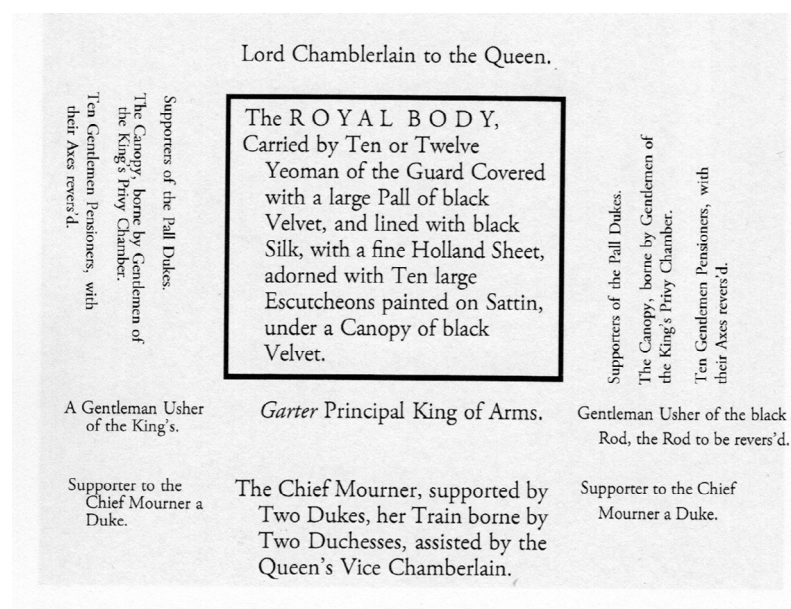 Lord Chamblerlain to the Queen.
Ten Gentlemen Pensioners, with
their Axes revers'd.
The Canopy, borne by Gentlemen of
the King's Privy Chamber.
Supporters of the Pall Dukes.
The ROYAL BODY,
Carried by Ten or Twelve
Yeoman of the Guard Covered
with a large Pall of black
Velvet, and lined with black
Silk, with a fine Holland Sheet,
adorned with Ten large
Escutcheons painted on Sattin,
under a Canopy of black
Velvet.
Supporters of the Pall Dukes.
The Canopy, borne by Gentlemen of
the King's Privy Chamber.
Ten Gentlemen Pensioners, with
their Axes revers'd.
A Gentleman Usher
of the King's.
Garter Principal King of Arms.
Gentleman Usher of the black
Rod, the Rod to be revers'd.
Supporter to the
Chief Mourner a
Duke.
The Chief Mourner, supported by
Two Dukes, her Train borne by
Two Duchesses, assisted by the
Queen's Vice Chamberlain.
Supporter to the Chief
Mourner a Duke.